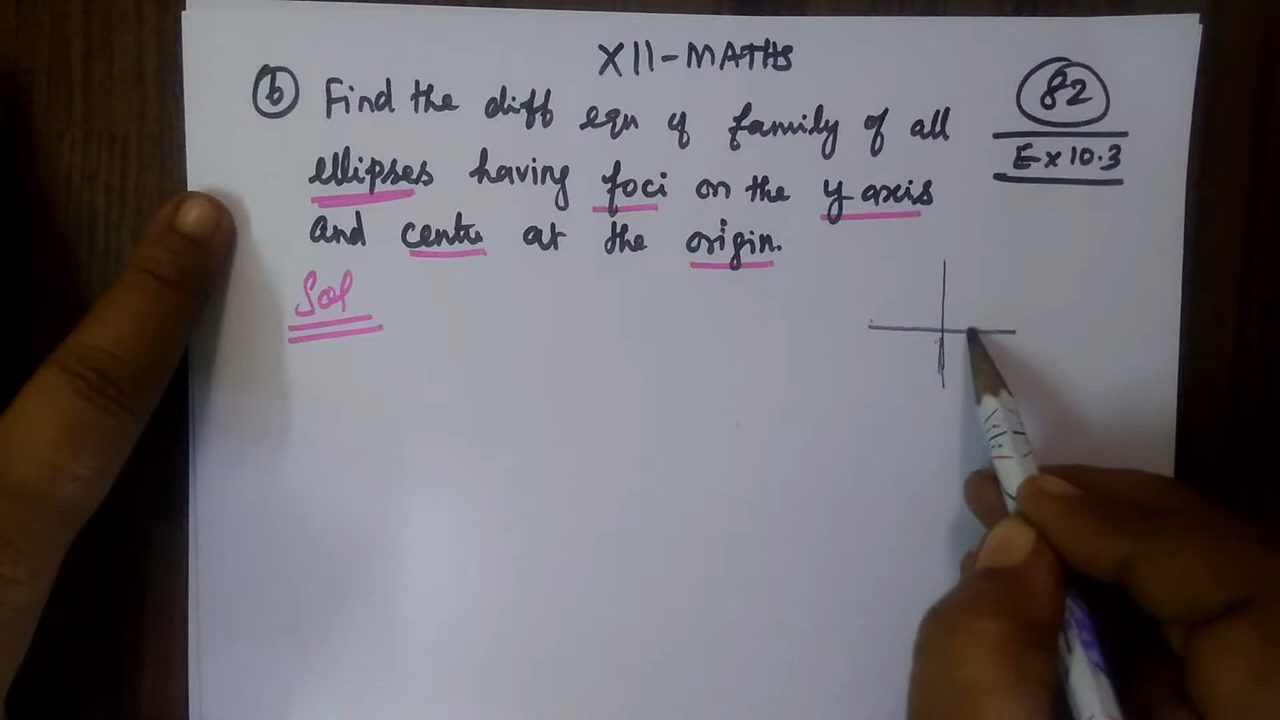 XII-MATHS
82
Ex 10.3
6 Find the diff eqn of family of all
ellipses having foci on the y axis
and centre at the origin.
Sol